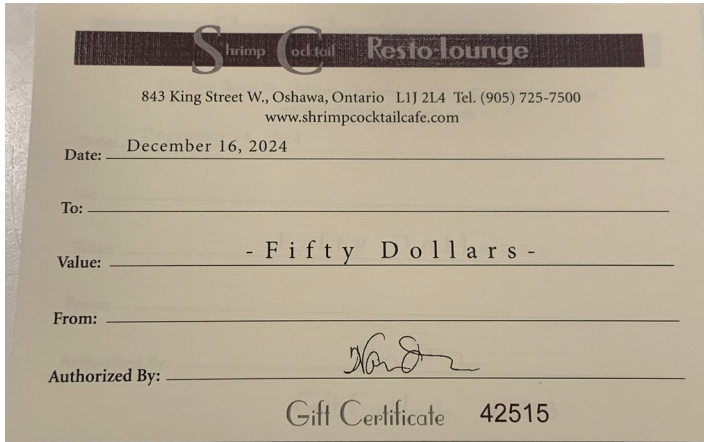 Shrimp Cocktail Resto-lounge
843 King Street W., Oshawa, Ontario L1J 2L4 Tel. (905) 725-7500
www.shrimpcocktailcafe.com
Date: December 16, 2024
To:
Value: - Fifty Dollars -
From:
Authorized By:
Gift Certificate 42515